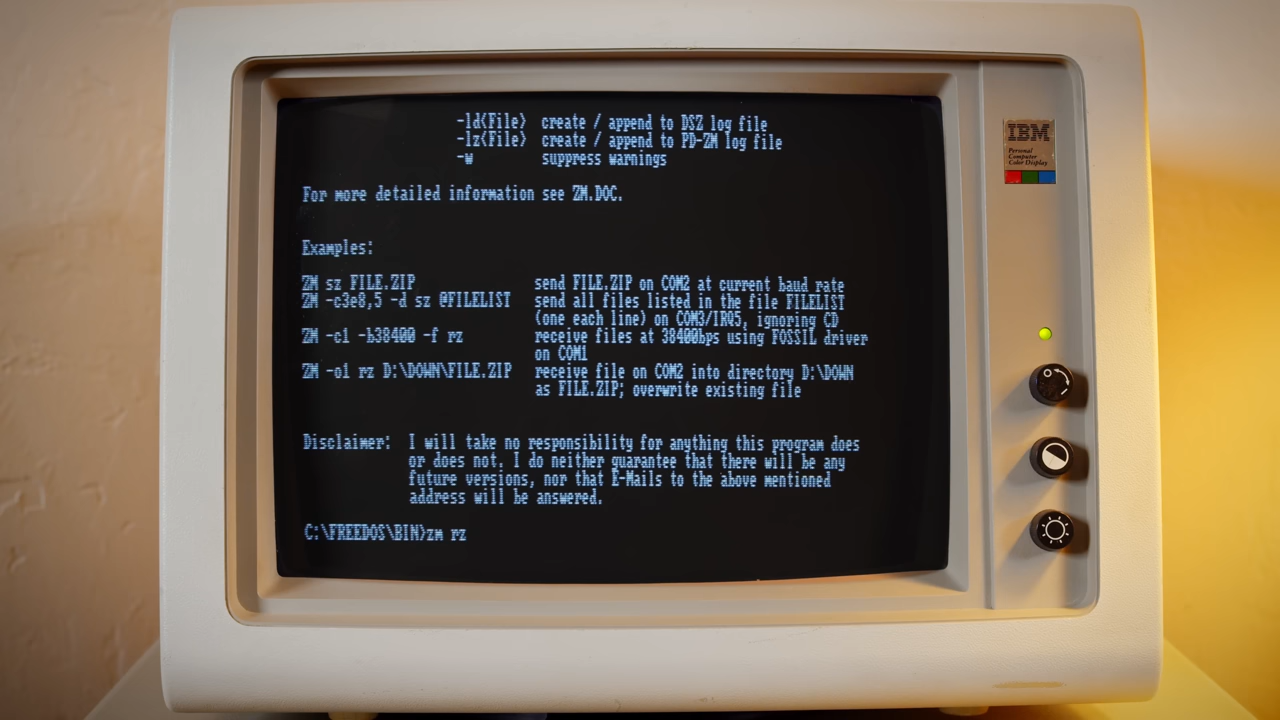 -ld<File> create / append to DSZ log file
-lz<File> create / append to PD-ZM log file
-w suppress warnings
For more detailed information see ZM.DOC.
Examples:
ZM sz FILE.ZIP send FILE.ZIP on COM2 at current baud rate
ZM -c3e8,5 -d sz @FILELIST send all files listed in the file FILELIST
(one each line) on COM3/IRQ5, ignoring CD
ZM -c1 -b38400 -f rz receive files at 38400bps using FOSSIL driver
on COM1
ZM -o1 rz D:\DOWN\FILE.ZIP receive file on COM2 into directory D:\DOWN
as FILE.ZIP; overwrite existing file
Disclaimer: I will take no responsibility for anything this program does
or does not. I do neither guarantee that there will be any
future versions, nor that E-Mails to the above mentioned
address will be answered.
C:\FREEDOS\BIN>zm rz
IBM
Personal
Computer
Color Display